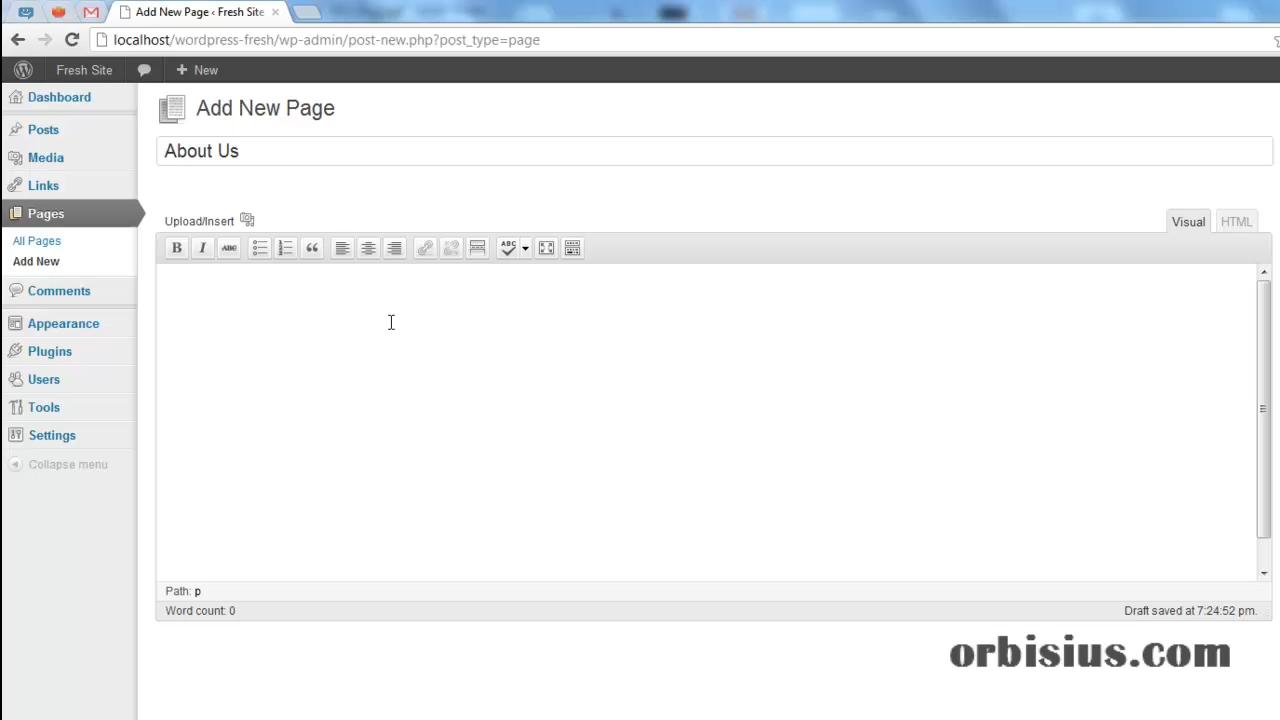 Add New Page ‹ Fresh Site
localhost/wordpress-fresh/wp-admin/post-new.php?post_type=page
Fresh Site
New
Dashboard
Posts
Media
Links
Pages
All Pages
Add New
Comments
Appearance
Plugins
Users
Tools
Settings
Collapse menu
Add New Page
About Us
Upload/Insert
Visual HTML
B I ABC ABC
Path: p
Word count: 0
Draft saved at 7:24:52 pm.
orbisius.com